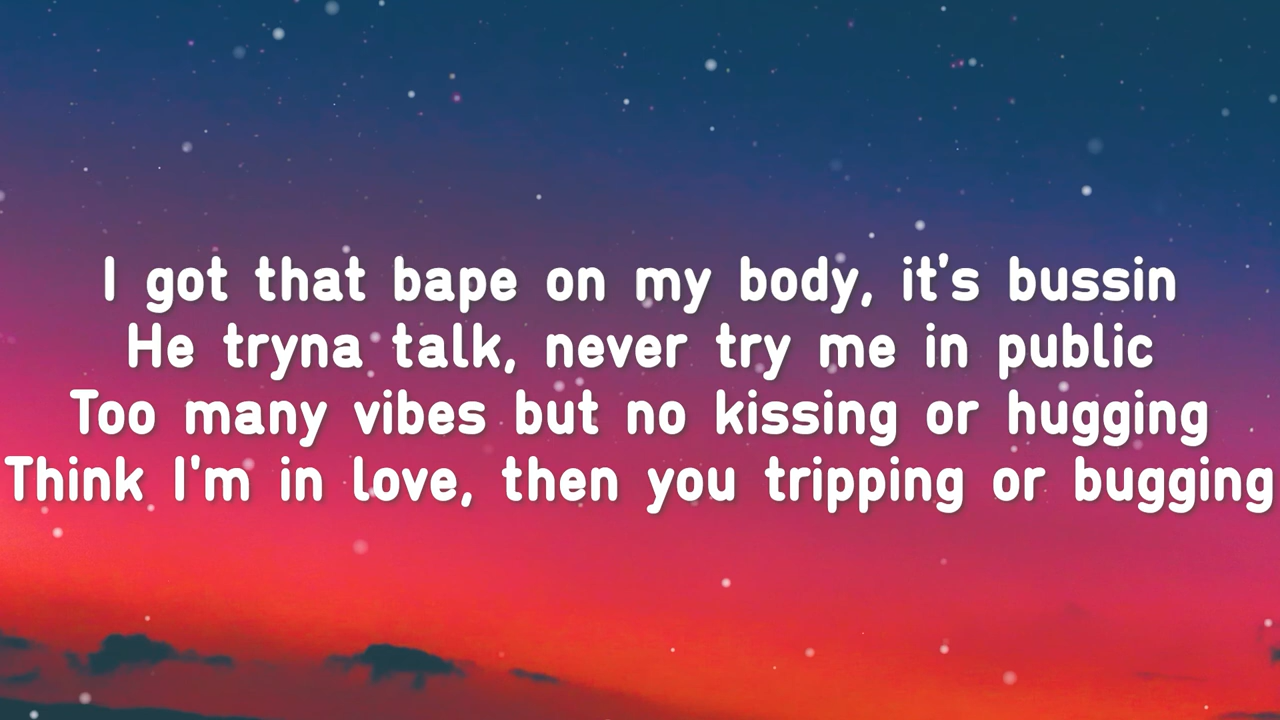 I got that bape on my body, it's bussin
He tryna talk, never try me in public
Too many vibes but no kissing or hugging
Think I'm in love, then you tripping or bugging